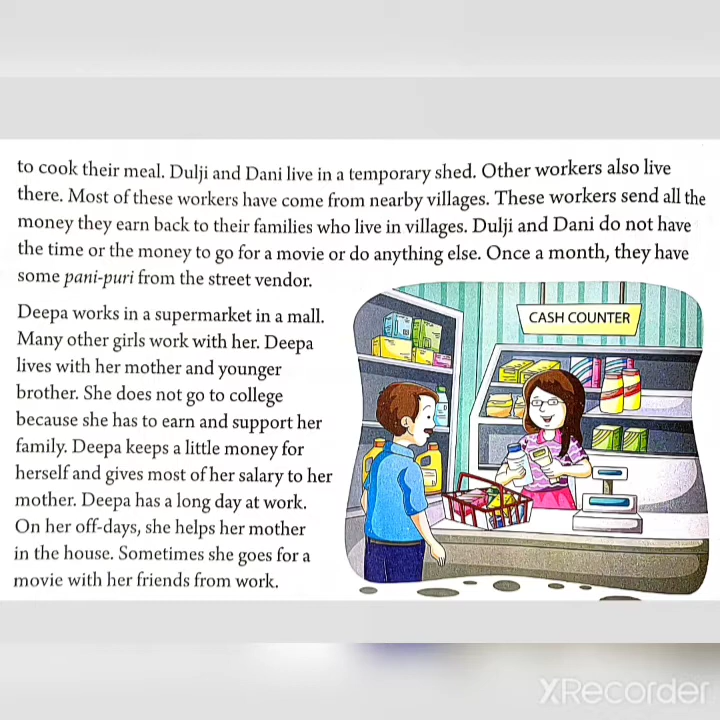 to cook their meal. Dulji and Dani live in a temporary shed. Other workers also live
there. Most of these workers have come from nearby villages. These workers send all the
money they earn back to their families who live in villages. Dulji and Dani do not have
the time or the money to go for a movie or do anything else. Once a month, they have
some pani-puri from the street vendor.
Deepa works in a supermarket in a mall.
Many other girls work with her. Deepa
lives with her mother and younger
brother. She does not go to college
because she has to earn and support her
family. Deepa keeps a little money for
herself and gives most of her salary to her
mother. Deepa has a long day at work.
On her off-days, she helps her mother
in the house. Sometimes she goes for a
movie with her friends from work.
CASH COUNTER
XRecorder